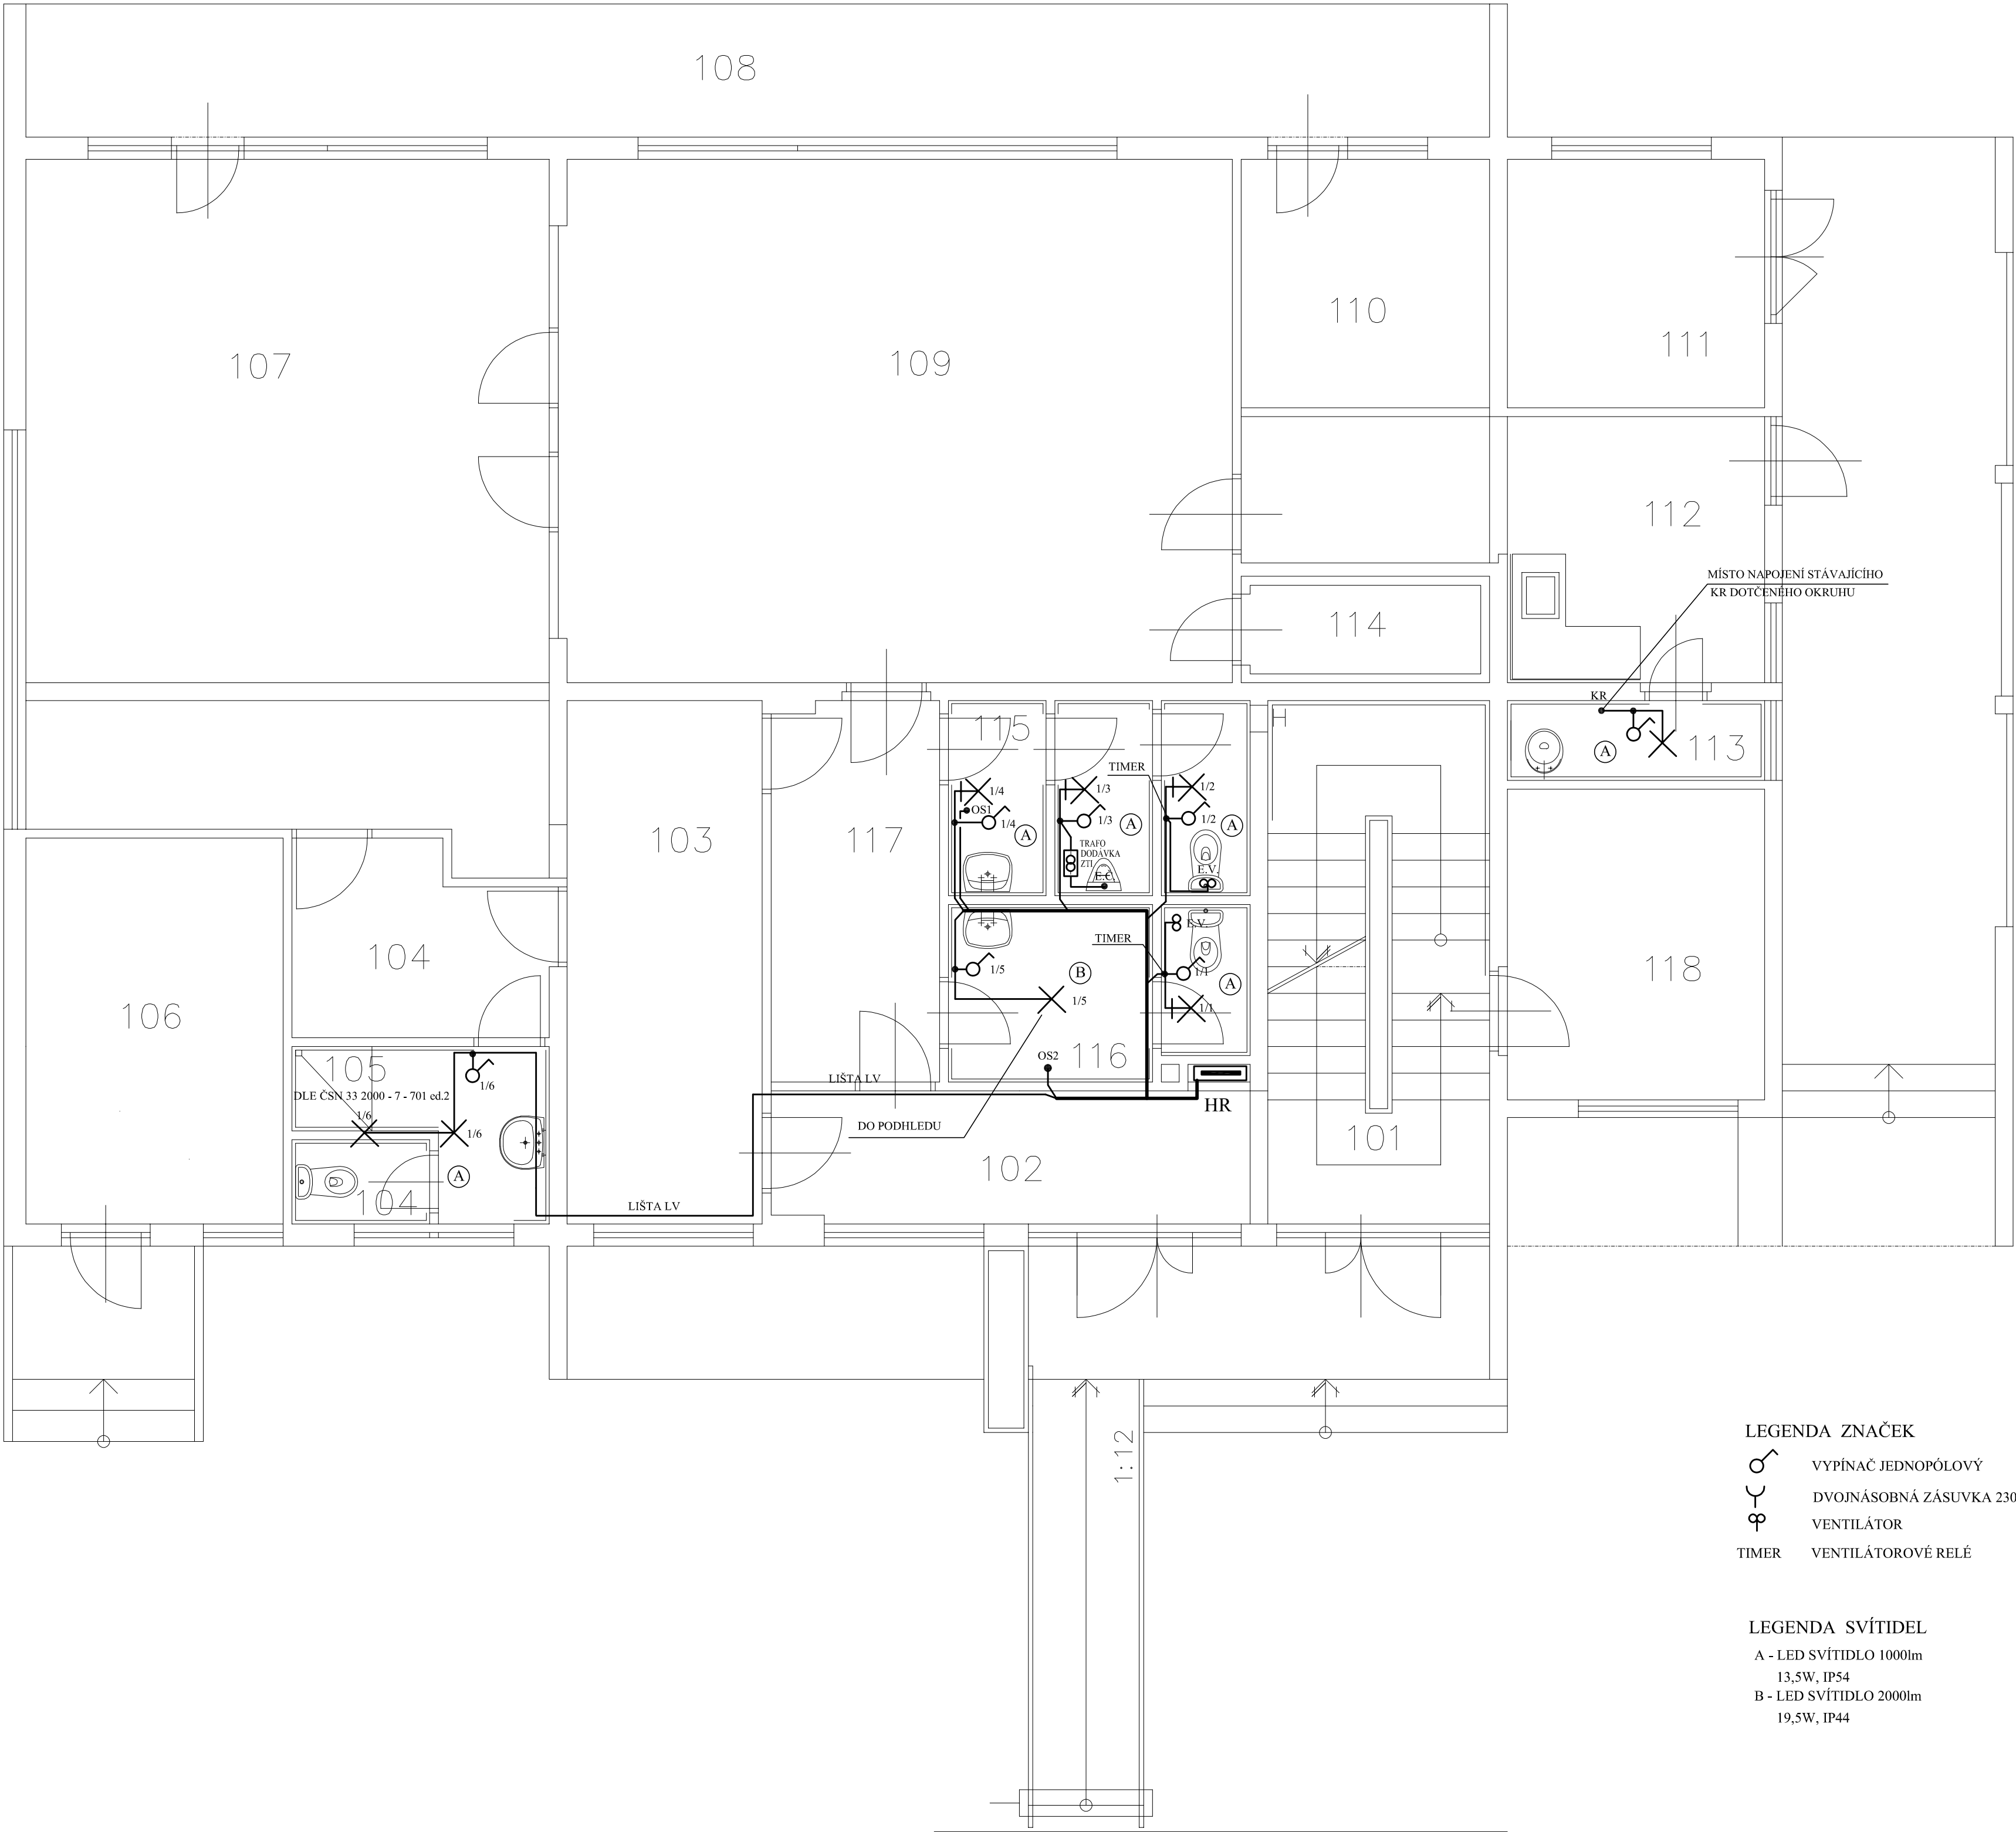 108
107
109
110
111
112
MÍSTO NAPOJENÍ STÁVAJÍCÍHO
KR DOTČENÉHO OKRUHU
114
KR
A
113
115
TIMER
1/4
1/3
1/2
OS1
1/4
A
1/3
A
1/2
A
103
117
TRAFO
DODÁVKA
ZTI
E.Č.
E.V.
E.V.
TIMER
1/5
B
1/5
1/1
A
1/1
104
118
106
105
1/6
DLE ČSN 33 2000 - 7 - 701 ed.2
1/6
1/6
OS2
116
LIŠTA LV
HR
DO PODHLEDU
101
102
A
104
LIŠTA LV
1:12
LEGENDA ZNAČEK
VYPÍNAČ JEDNOPÓLOVÝ
DVOJNÁSOBNÁ ZÁSUVKA 230
VENTILÁTOR
TIMER VENTILÁTOROVÉ RELÉ
LEGENDA SVÍTIDEL
A - LED SVÍTIDLO 1000lm
13,5W, IP54
B - LED SVÍTIDLO 2000lm
19,5W, IP44